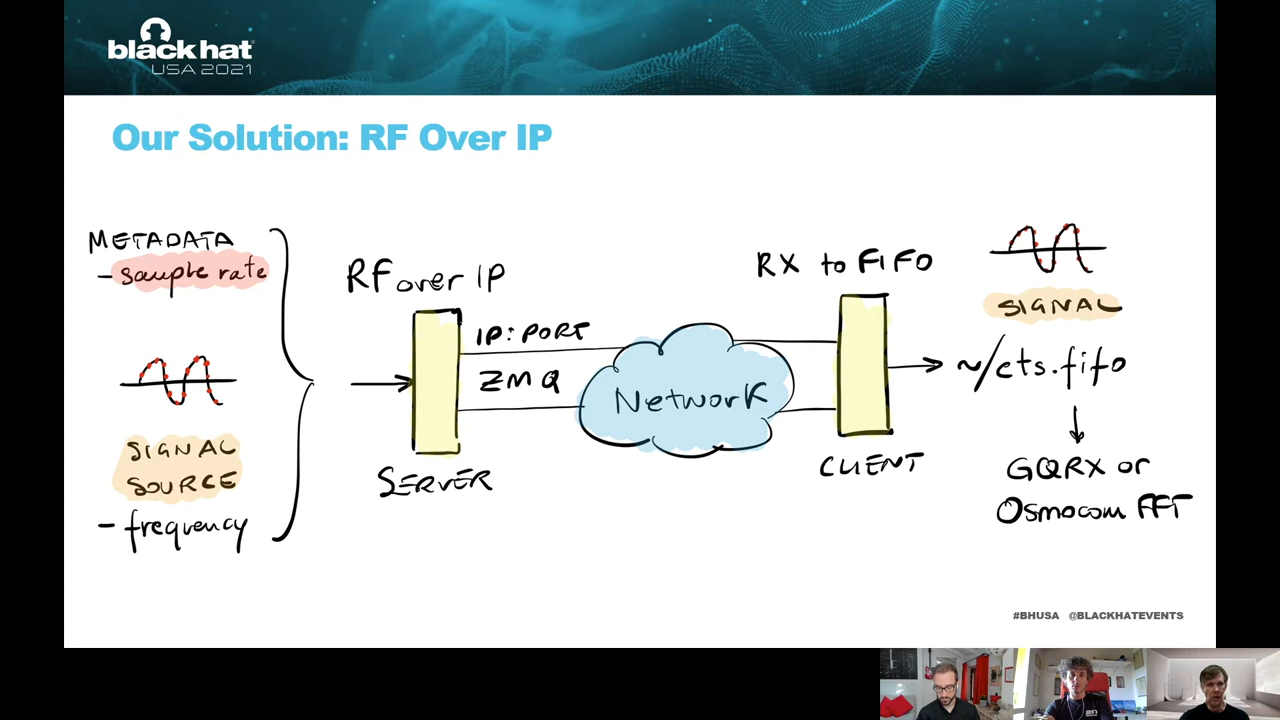 black hat
USA 2021
Our Solution: RF Over IP
METADATA
- sample rate
SIGNAL
SOURCE
- frequency
RF over IP
IP:PORT
ZMQ
SERVER
Network
RX to FIFO
CLIENT
SIGNAL
~/cts.fifo
GQRX or
Osmocom FFT
#BHUSA @BLACKHATEVENTS